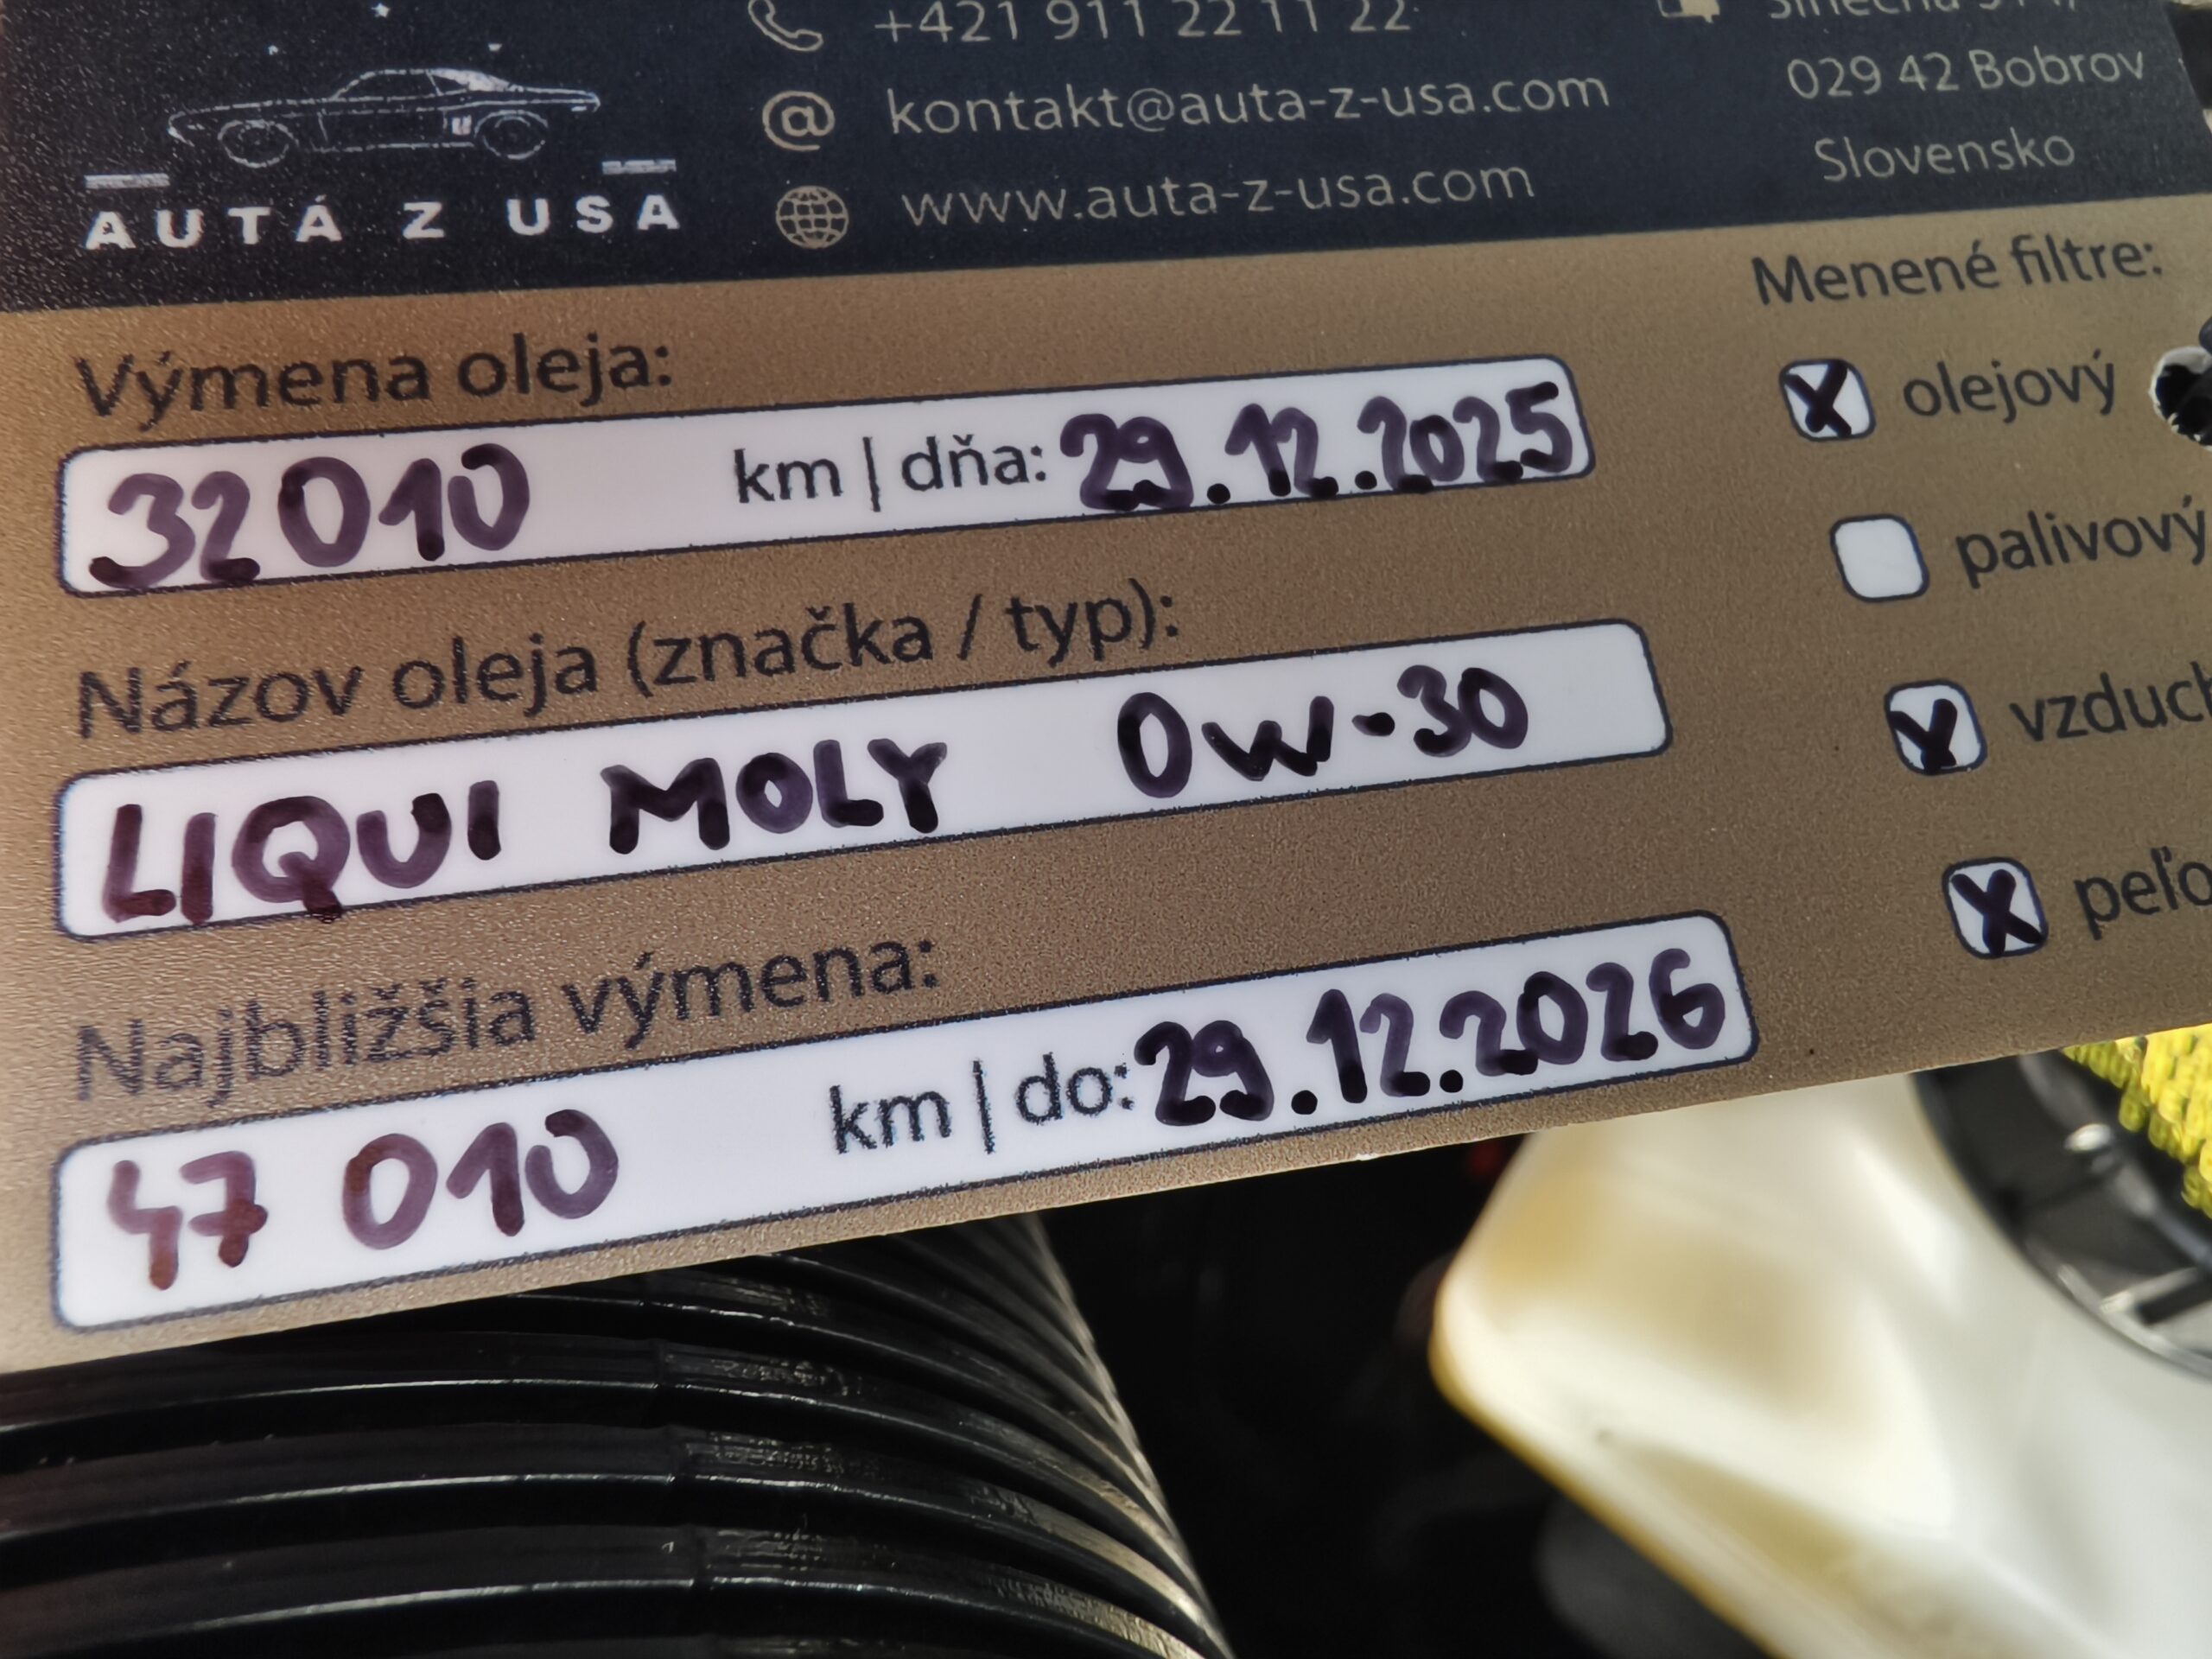 +421 911 22 11 22
kontakt@auta-z-usa.com
www.auta-z-usa.com
029 42 Bobrov
Slovensko
AUTÁ Z USA
Výmena oleja:
32010 km | dňa: 29.12.2025
Názov oleja (značka / typ):
LIQUI MOLY 0W-30
Najbližšia výmena:
47 010 km | do: 29.12.2026
Menené filtre:
X olejový
palivový
X
X